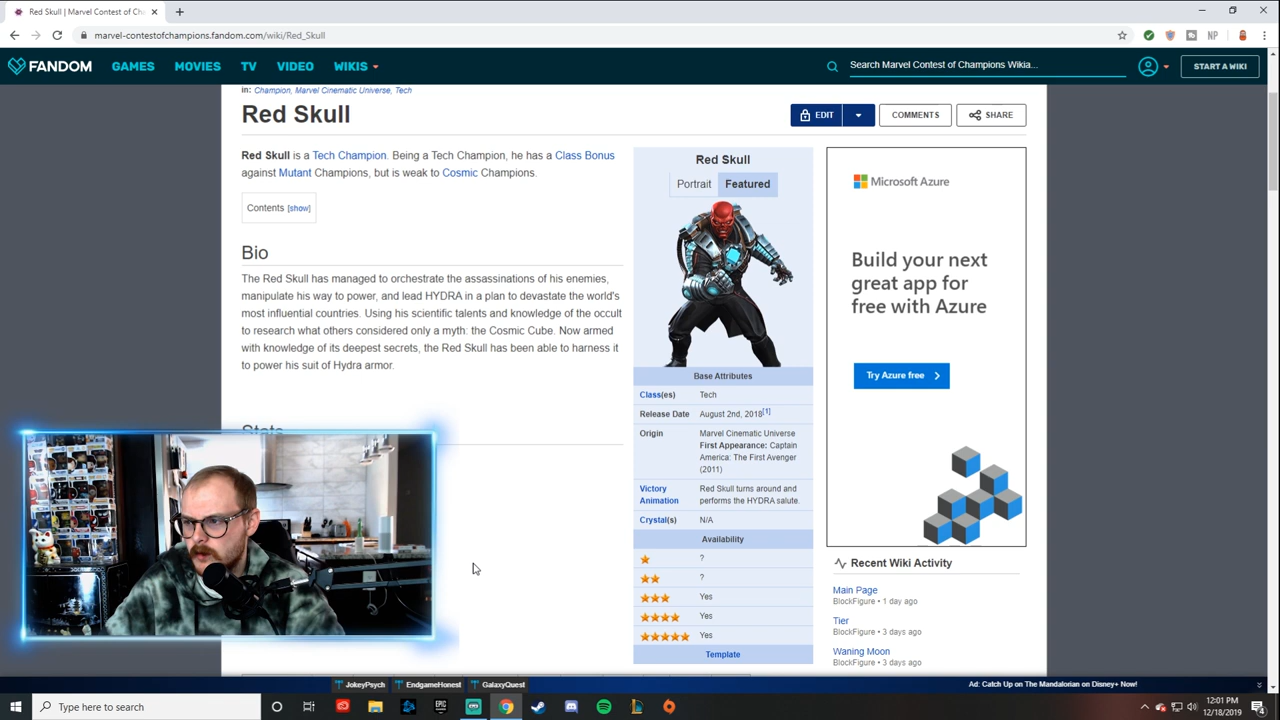 Red Skull | Marvel Contest of Ch
marvel-contestofchampions.fandom.com/wiki/Red_Skull
NP
FANDOM
GAMES
MOVIES
TV
VIDEO
WIKIS
Search Marvel Contest of Champions Wikia...
START A WIKI
in: Champion, Marvel Cinematic Universe, Tech
Red Skull
EDIT
COMMENTS
SHARE
Red Skull is a Tech Champion. Being a Tech Champion, he has a Class Bonus
against Mutant Champions, but is weak to Cosmic Champions.
Contents [show]
Bio
The Red Skull has managed to orchestrate the assassinations of his enemies,
manipulate his way to power, and lead HYDRA in a plan to devastate the world's
most influential countries. Using his scientific talents and knowledge of the occult
to research what others considered only a myth: the Cosmic Cube. Now armed
with knowledge of its deepest secrets, the Red Skull has been able to harness it
to power his suit of Hydra armor.
Stats
Red Skull
Portrait
Featured
Base Attributes
Class(es) Tech
Release Date August 2nd, 2018[1]
Origin Marvel Cinematic Universe
First Appearance: Captain
America: The First Avenger
(2011)
Victory Red Skull turns around and
Animation performs the HYDRA salute.
Crystal(s) N/A
Availability
?
?
Yes
Yes
Yes
Template
Microsoft Azure
Build your next
great app for
free with Azure
Try Azure free
Recent Wiki Activity
Main Page
BlockFigure • 1 day ago
Tier
BlockFigure • 3 days ago
Waning Moon
BlockFigure • 3 days ago
JokeyPsych
EndgameHonest
GalaxyQuest
Ad: Catch Up on The Mandalorian on Disney+ Now!
Type here to search
EPIC
12:01 PM
12/18/2019
4